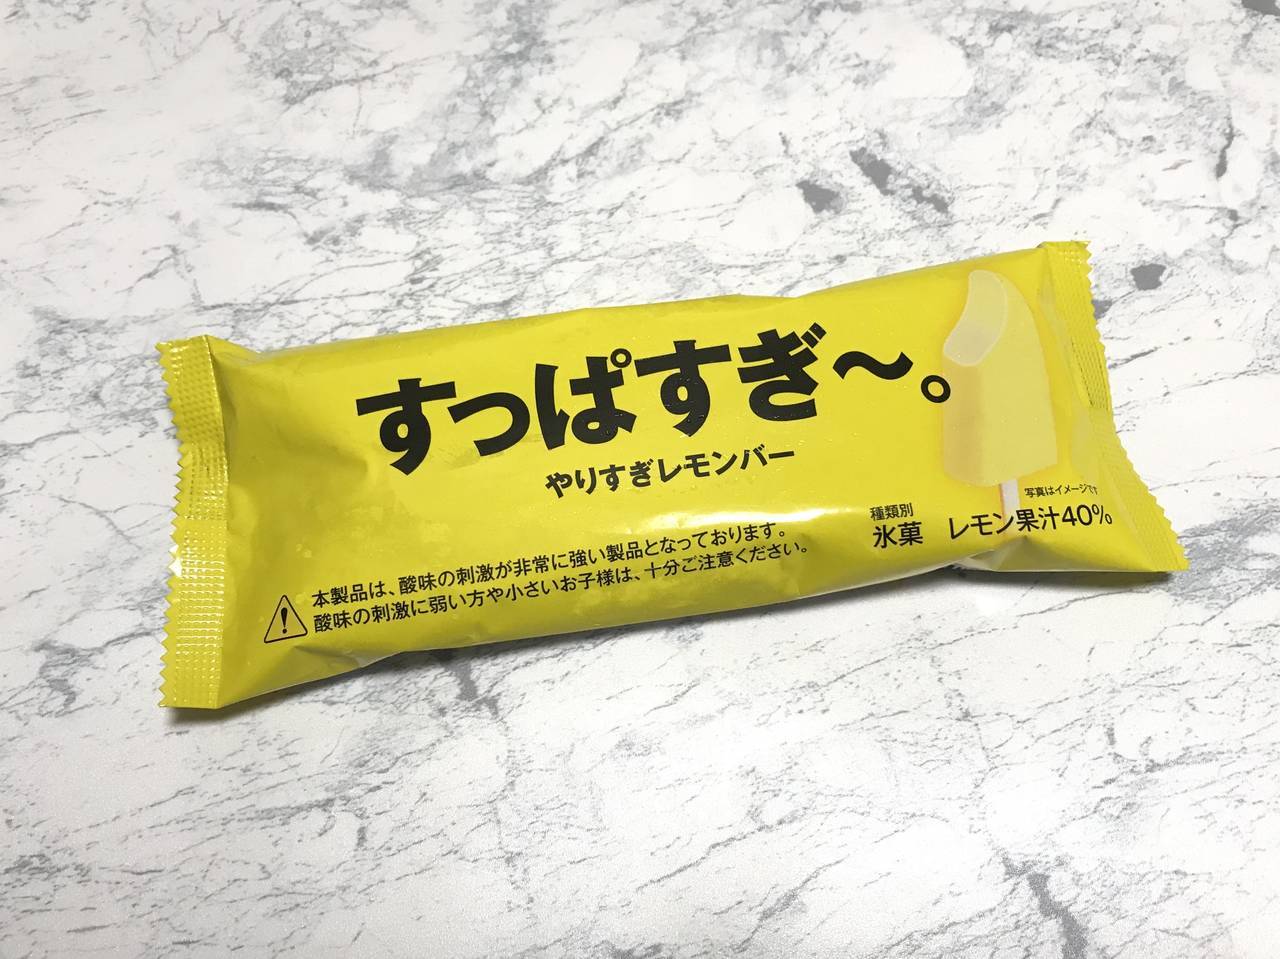 すっぱすぎ〜。
やりすぎレモンバー
写真はイメージです
種類別
氷菓 レモン果汁40%
本製品は、酸味の刺激が非常に強い製品となっております。
酸味の刺激に弱い方や小さいお子様は、十分ご注意ください。